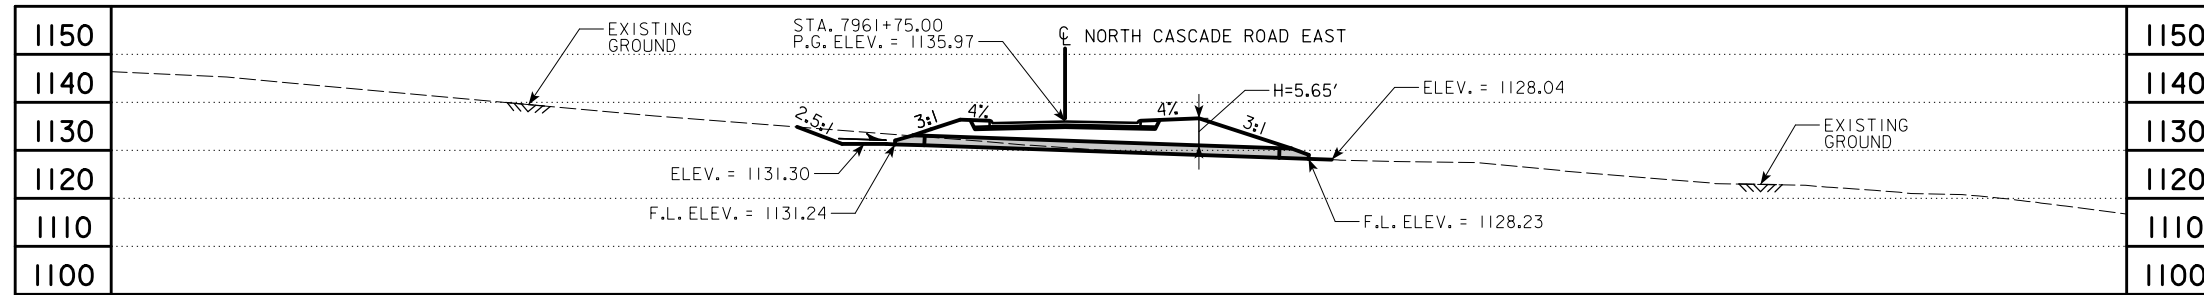 1150
1140
1130
1120
1110
1100
EXISTING
GROUND
STA. 7961+75.00
P.G. ELEV. = 1135.97
℄ NORTH CASCADE ROAD EAST
H=5.65'
ELEV. = 1128.04
2.5:1
3:1
4%
4%
3:1
EXISTING
GROUND
ELEV. = 1131.30
F.L. ELEV. = 1131.24
F.L. ELEV. = 1128.23
1150
1140
1130
1120
1110
1100